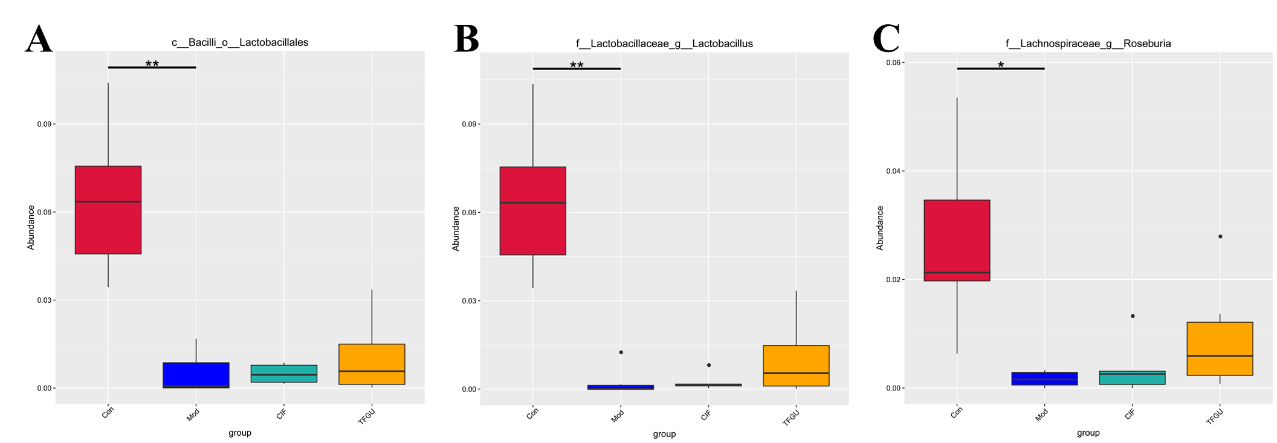 A
c__Bacilli_o__Lactobacillales
**
Abundance
0.09
0.06
0.03
0.00
Con
Mod
CIF
TFGU
group
B
f__Lactobacillaceae_g__Lactobacillus
**
Abundance
0.09
0.06
0.03
0.00
Con
Mod
CIF
TFGU
group
C
f__Lachnospiraceae_g__Roseburia
*
Abundance
0.06
0.04
0.02
0.00
Con
Mod
CIF
TFGU
group